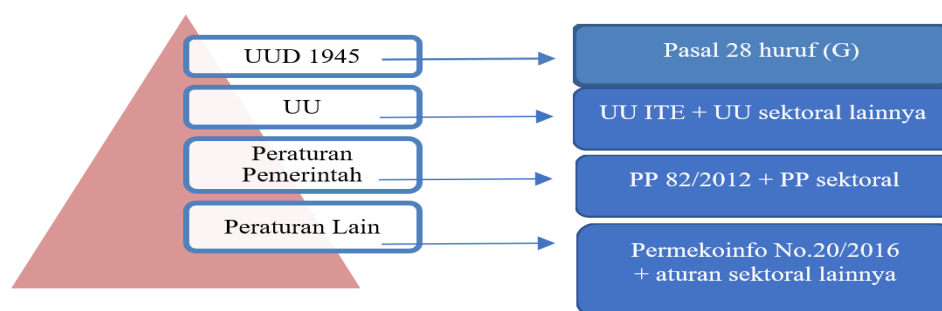 UUD 1945
Pasal 28 huruf (G)
UU
UU ITE + UU sektoral lainnya
Peraturan
Pemerintah
PP 82/2012 + PP sektoral
Peraturan Lain
Permekoinfo No.20/2016
+ aturan sektoral lainnya